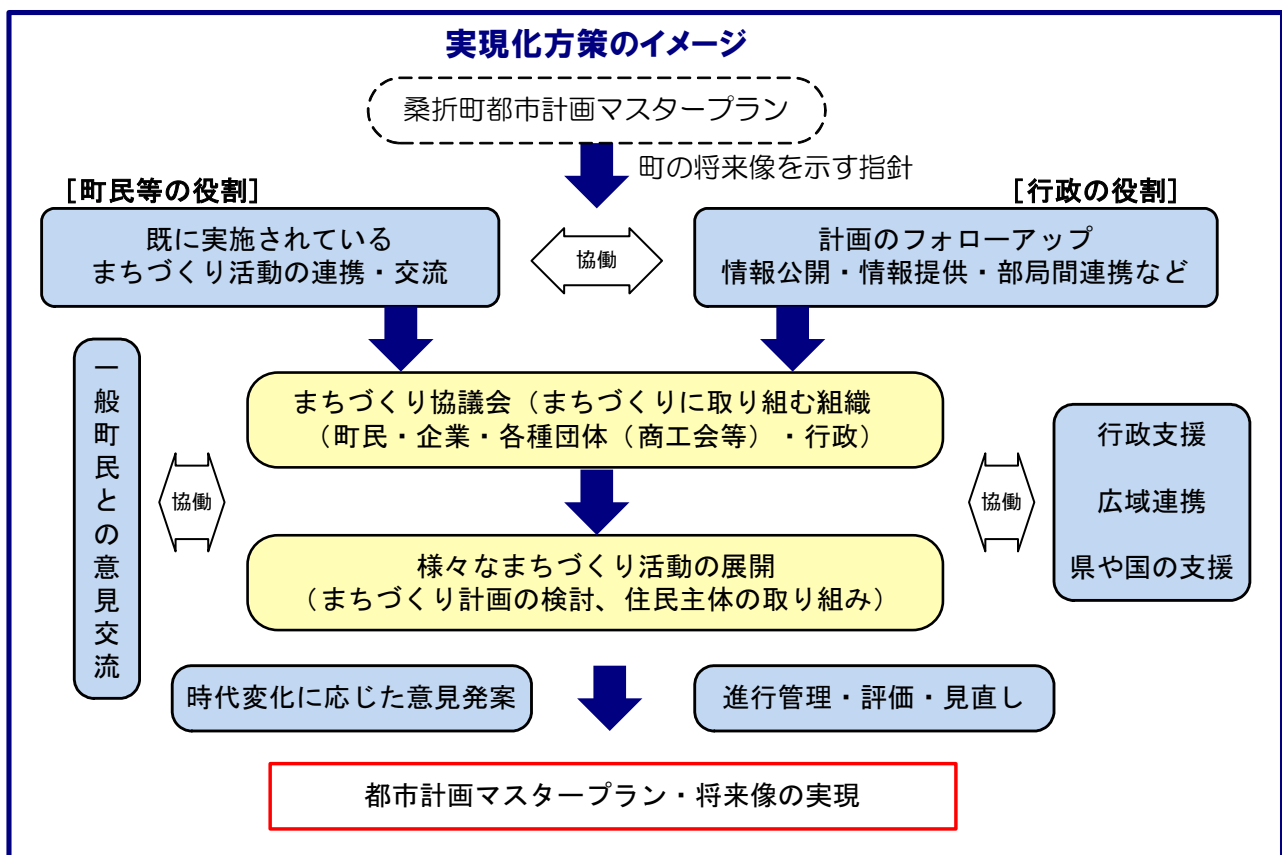 実現化方策のイメージ
桑折町都市計画マスタープラン
町の将来像を示す指針
[町民等の役割]
[行政の役割]
既に実施されている
まちづくり活動の連携・交流
協働
計画のフォローアップ
情報公開・情報提供・部局間連携など
一般町民との意見交流
協働
まちづくり協議会（まちづくりに取り組む組織
（町民・企業・各種団体（商工会等）・行政）
協働
行政支援
広域連携
県や国の支援
様々なまちづくり活動の展開
（まちづくり計画の検討、住民主体の取り組み）
時代変化に応じた意見発案
進行管理・評価・見直し
都市計画マスタープラン・将来像の実現